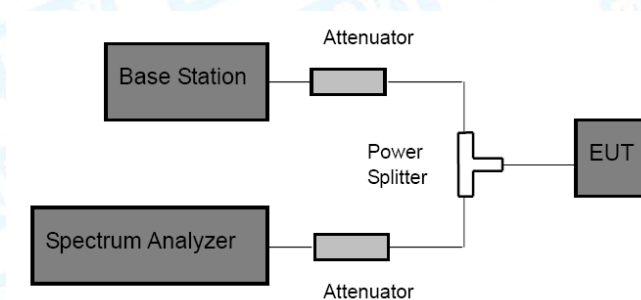 Attenuator
Base Station
Power
Splitter
EUT
Spectrum Analyzer
Attenuator